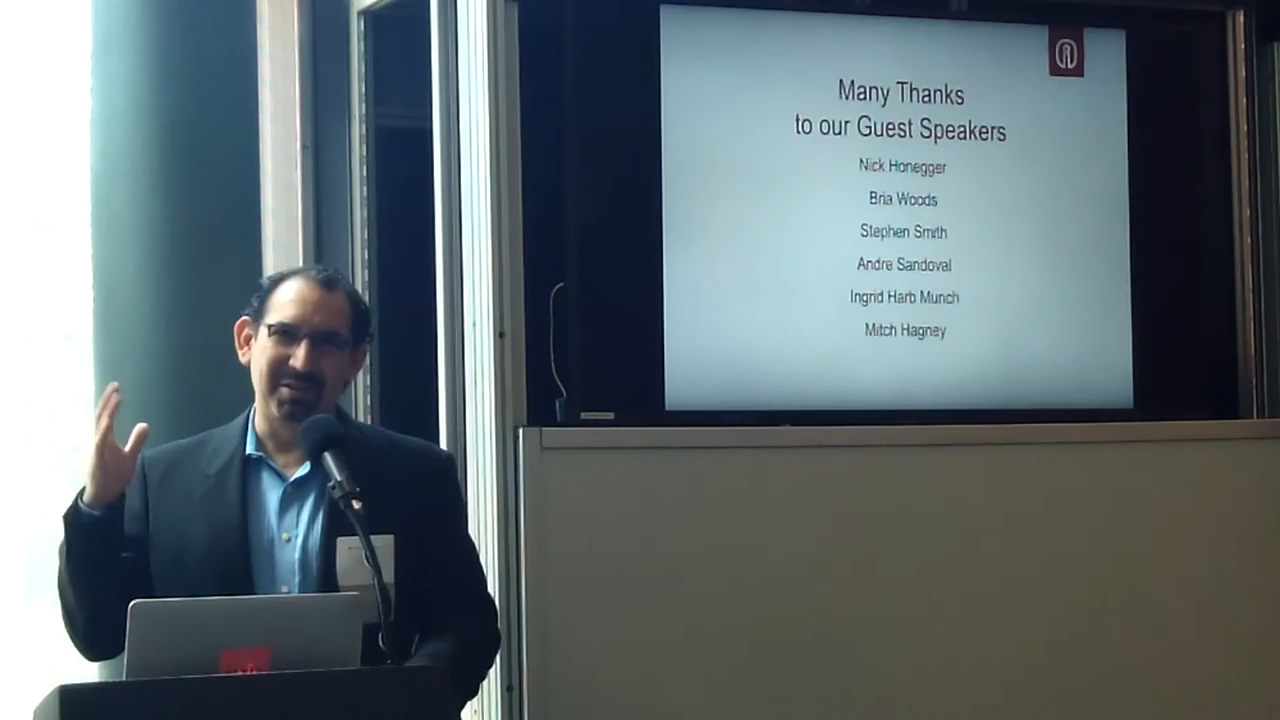 Many Thanks
to our Guest Speakers
Nick Honegger
Bria Woods
Stephen Smith
Andre Sandoval
Ingrid Harb Munch
Mitch Hagney